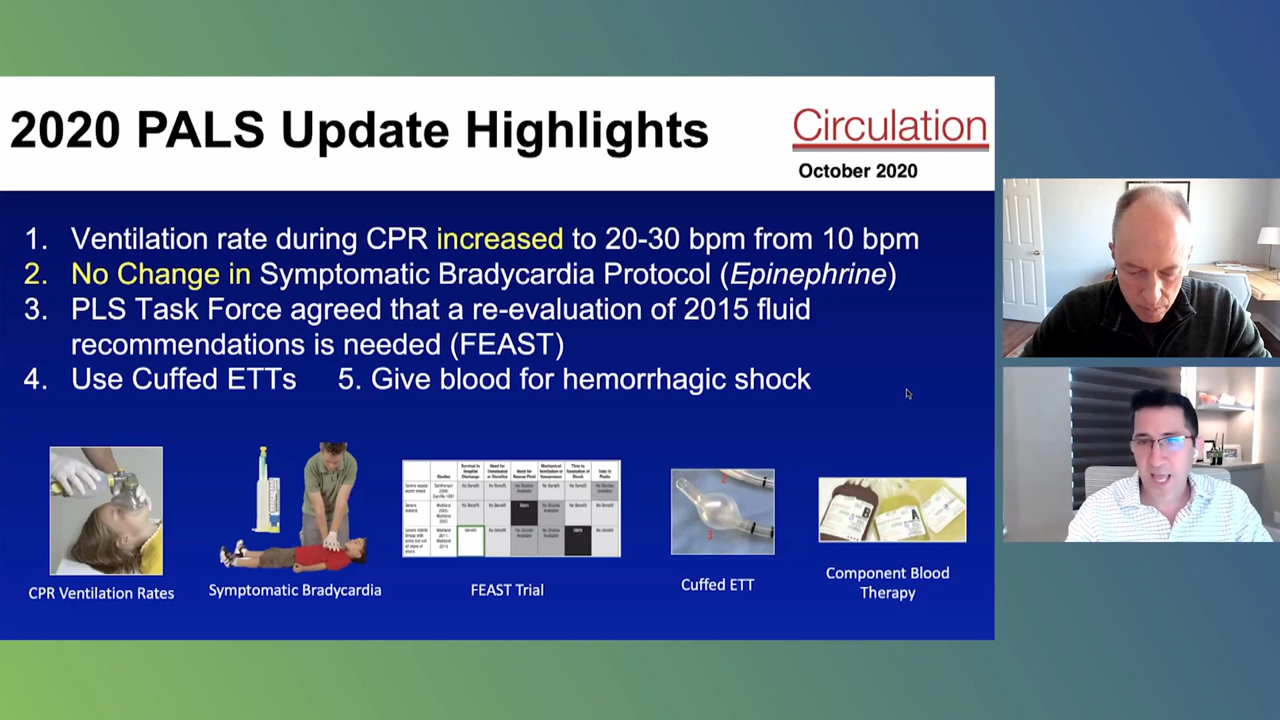 2020 PALS Update Highlights
Circulation
October 2020
1. Ventilation rate during CPR increased to 20-30 bpm from 10 bpm
2. No Change in Symptomatic Bradycardia Protocol (Epinephrine)
3. PLS Task Force agreed that a re-evaluation of 2015 fluid
recommendations is needed (FEAST)
4. Use Cuffed ETTs 5. Give blood for hemorrhagic shock
CPR Ventilation Rates
Symptomatic Bradycardia
FEAST Trial
Cuffed ETT
Component Blood
Therapy